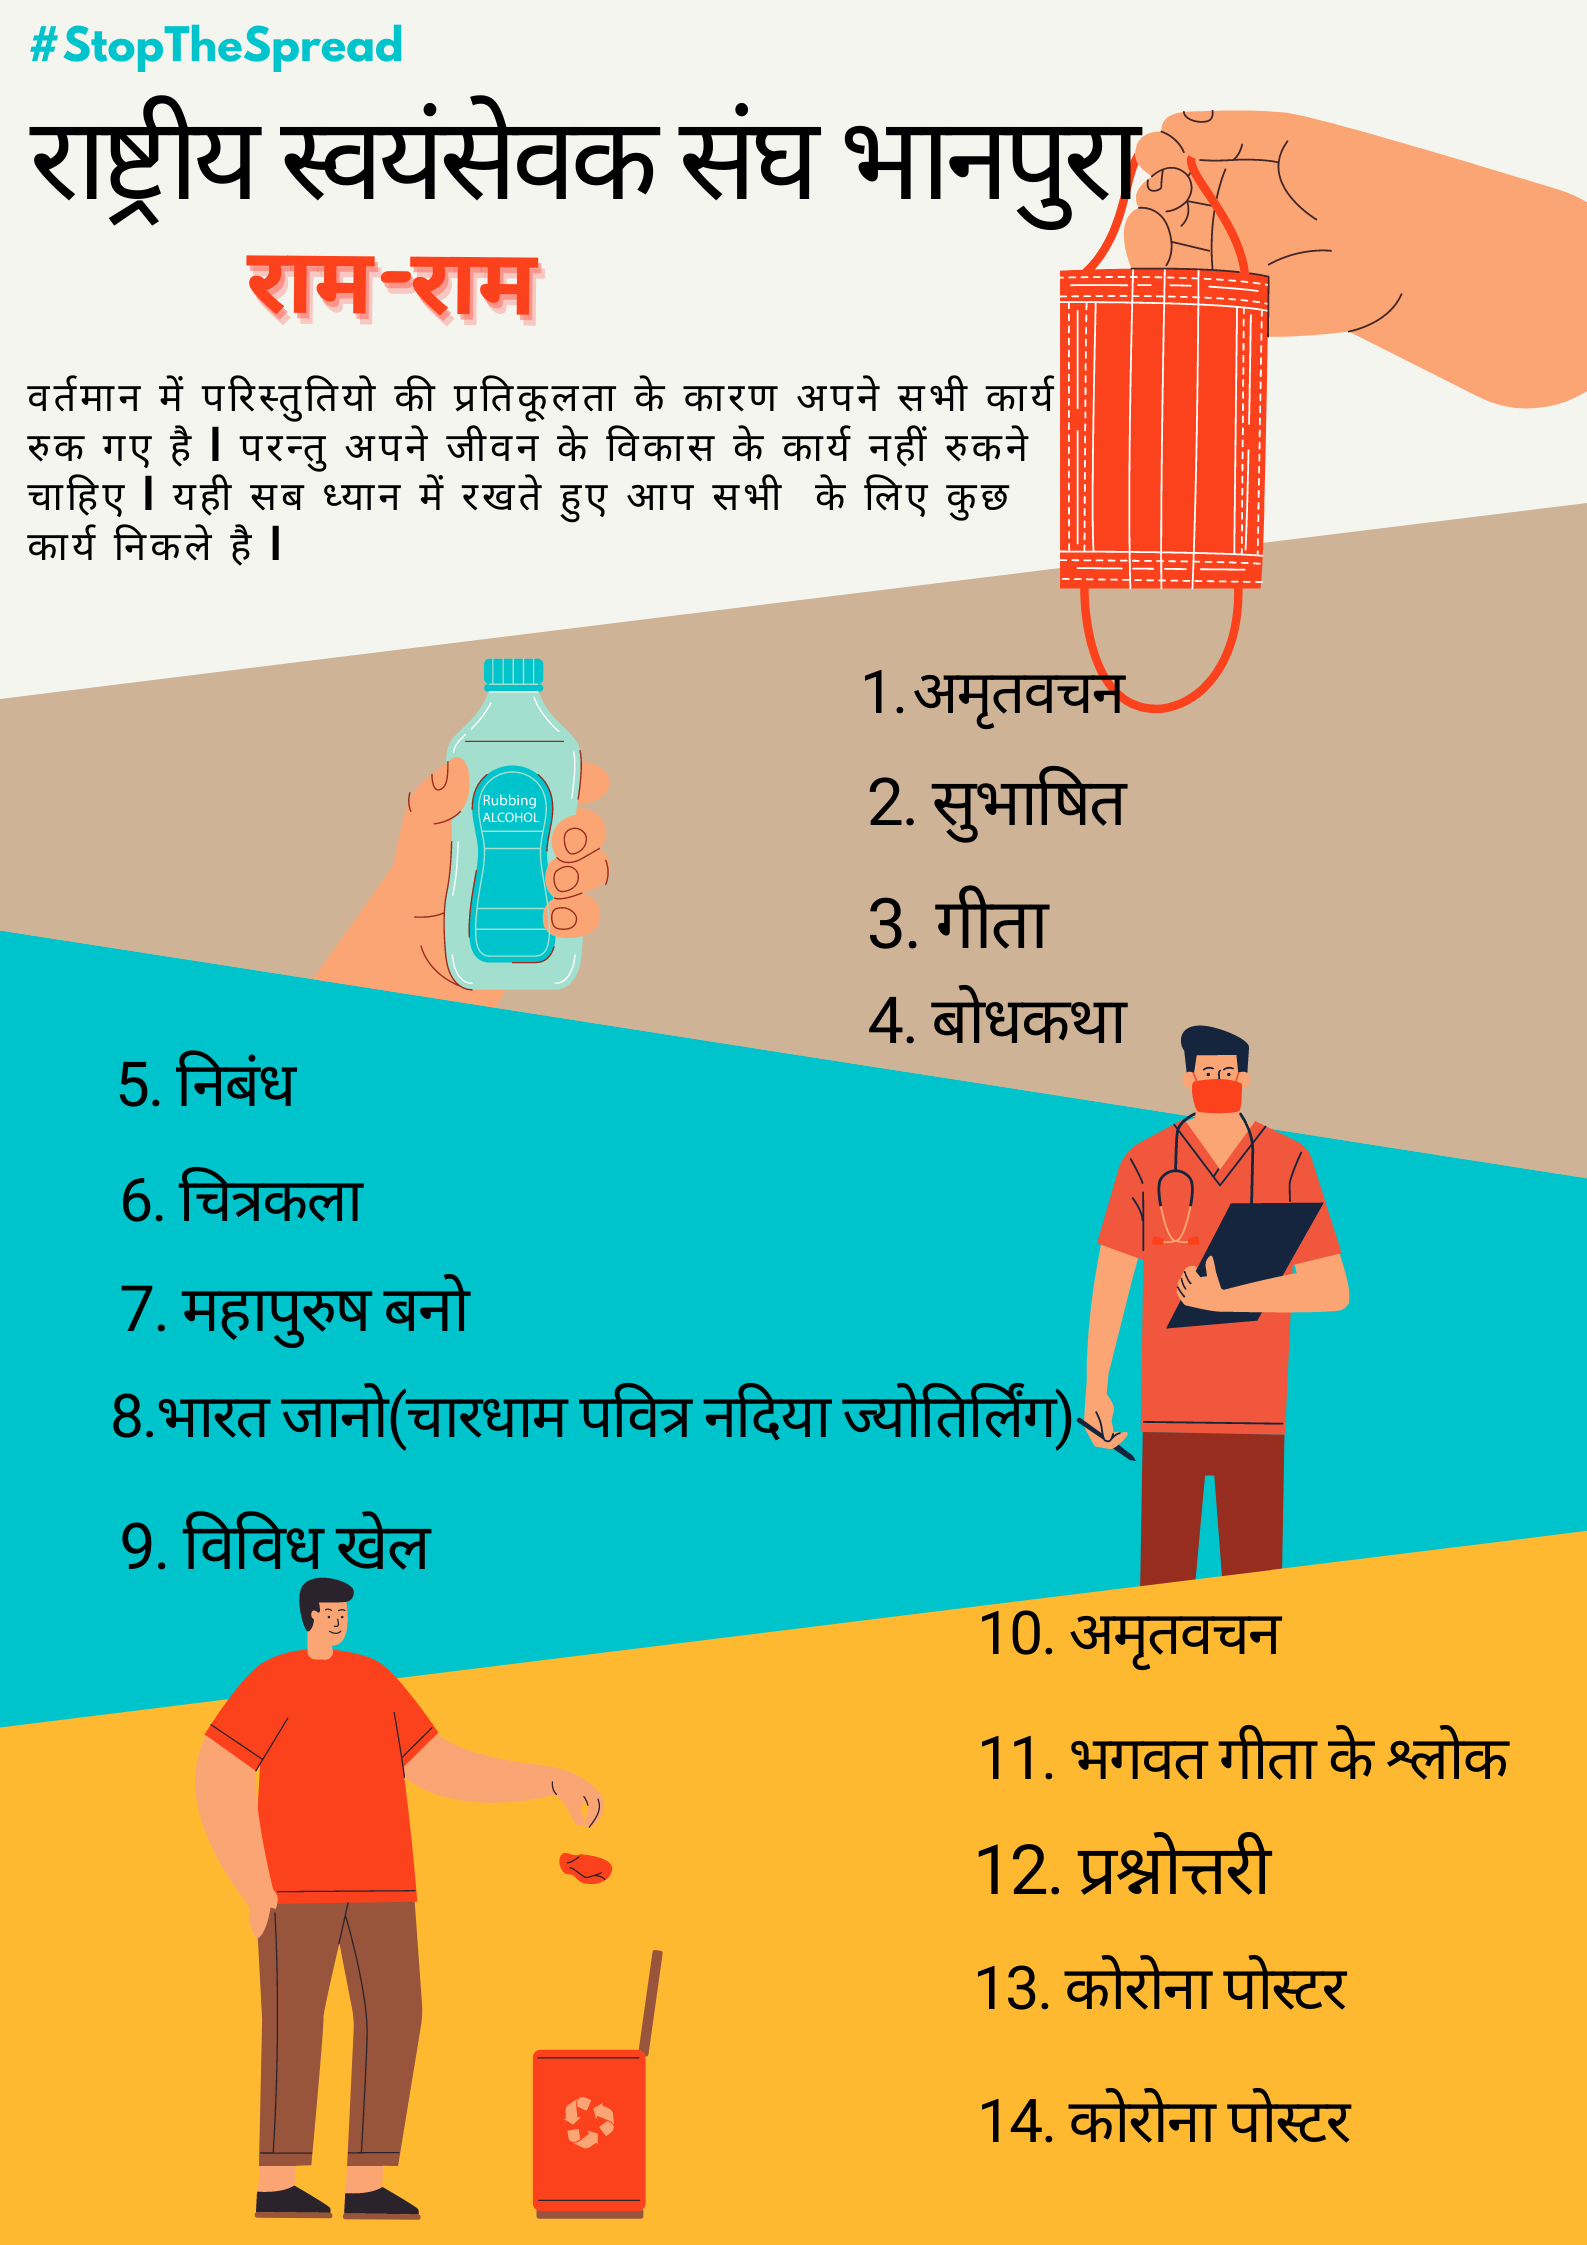 #StopTheSpread
राष्ट्रीय स्वयंसेवक संघ भानपुरा
राम-राम
वर्तमान में परिस्तुतियो की प्रतिकूलता के कारण अपने सभी कार्य
रुक गए है l परन्तु अपने जीवन के विकास के कार्य नहीं रुकने
चाहिए l यही सब ध्यान में रखते हुए आप सभी के लिए कुछ
कार्य निकले है l
1. अमृतवचन
2. सुभाषित
Rubbing
ALCOHOL
3. गीता
4. बोधकथा
5. निबंध
6. चित्रकला
7. महापुरुष बनो
8.भारत जानो(चारधाम पवित्र नदिया ज्योतिर्लिंग)
9. विविध खेल
10. अमृतवचन
11. भगवत गीता के श्लोक
12. प्रश्नोत्तरी
13. कोरोना पोस्टर
14. कोरोना पोस्टर